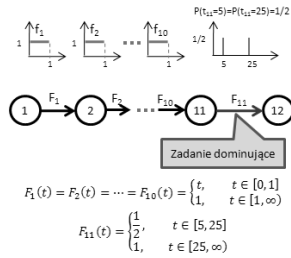 f₁ f₂ f₁₀ P(t₁₁=5)=P(t₁₁=25)=1/2
1 1 ... 1 1/2
1 1 1 5 25
F₁ F₂ F₁₀ F₁₁
1 2 ... 11 12
Zadanie dominujące
F₁(t) = F₂(t) = ⋯ = F₁₀(t) = { t, t ∈ [0,1]
1, t ∈ [1,∞)
F₁₁(t) = { 1/2, t ∈ [5,25]
1, t ∈ [25,∞)